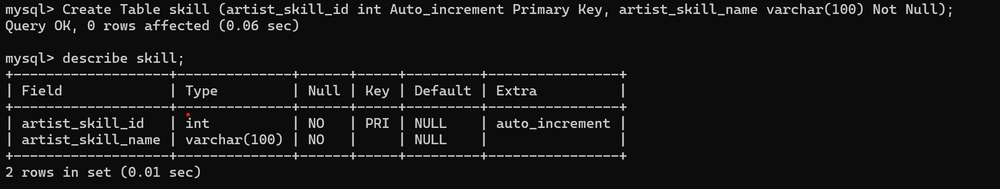 mysql> Create Table skill (artist_skill_id int Auto_increment Primary Key, artist_skill_name varchar(100) Not Null);
Query OK, 0 rows affected (0.06 sec)
mysql> describe skill;
+-------------------+--------------+------+-----+---------+----------------+
| Field             | Type         | Null | Key | Default | Extra          |
+-------------------+--------------+------+-----+---------+----------------+
| artist_skill_id   | int          | NO   | PRI | NULL    | auto_increment |
| artist_skill_name | varchar(100) | NO   |     | NULL    |                |
+-------------------+--------------+------+-----+---------+----------------+
2 rows in set (0.01 sec)